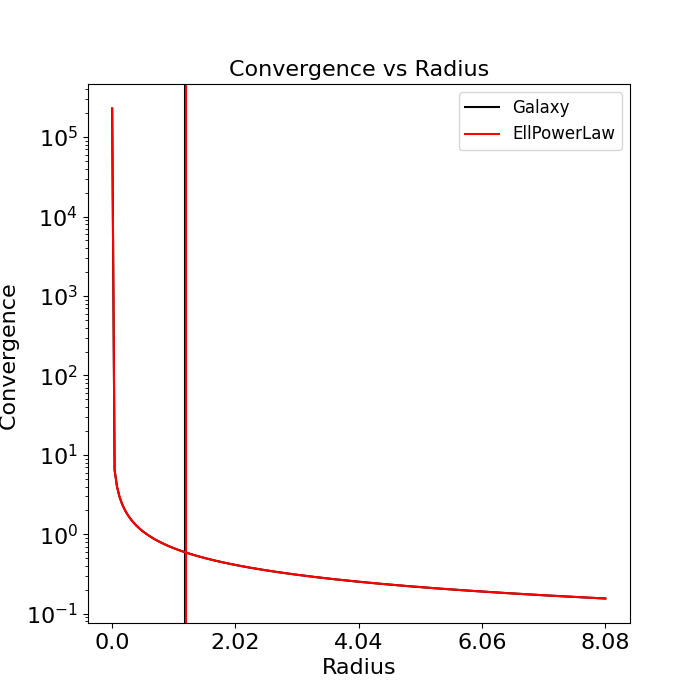 Convergence vs Radius
Galaxy
EllPowerLaw
Convergence
10^5
10^4
10^3
10^2
10^1
10^0
10^−1
0.0 2.02 4.04 6.06 8.08
Radius